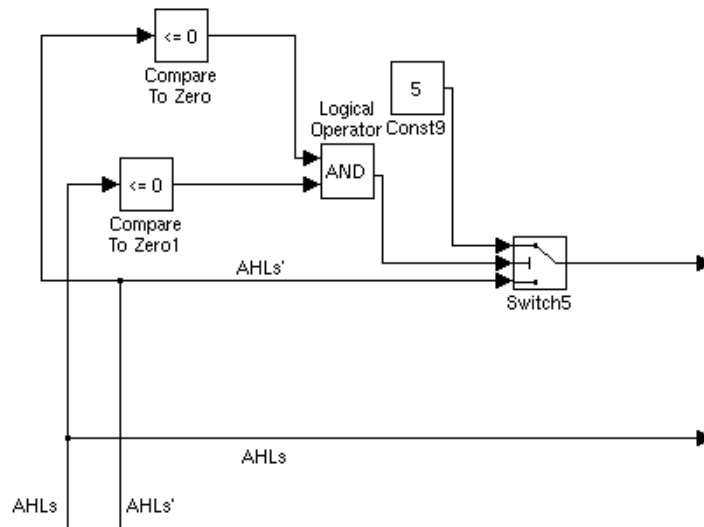 <= 0
Compare
To Zero
5
Const9
Logical
Operator
AND
<= 0
Compare
To Zero1
AHLs'
Switch5
AHLs
AHLs
AHLs'